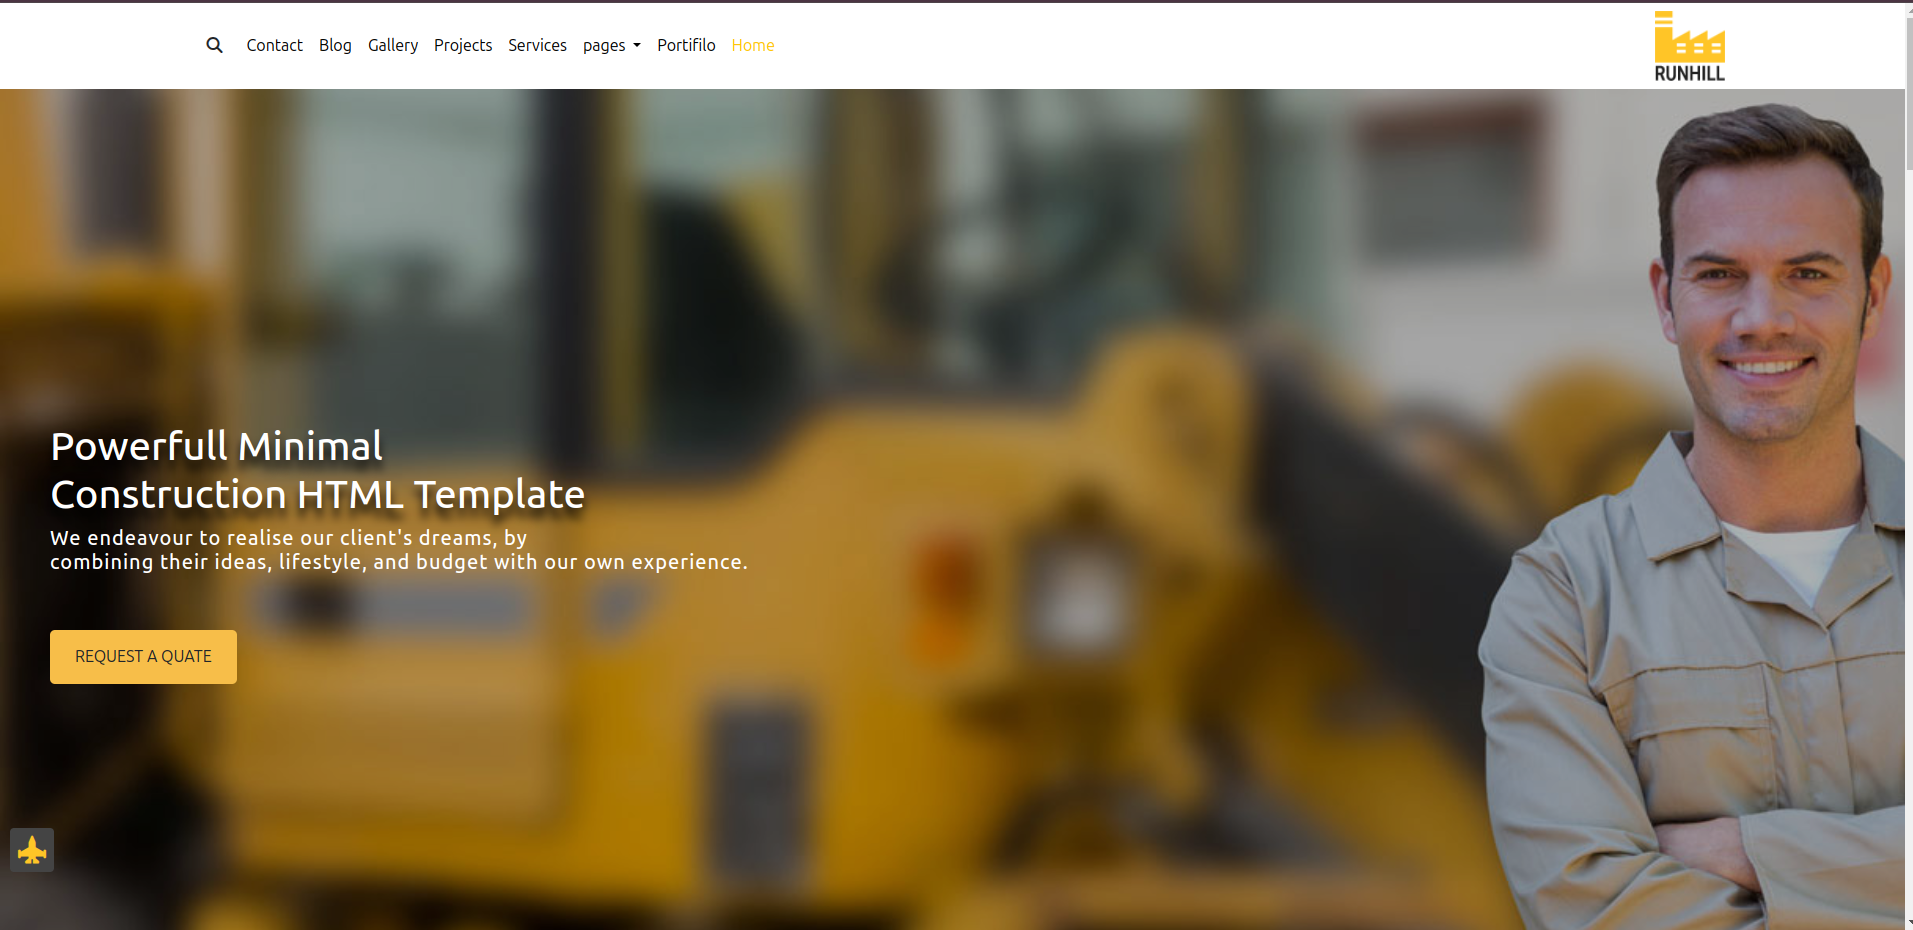 Contact Blog Gallery Projects Services pages Portifilo Home
RUNHILL
Powerfull Minimal
Construction HTML Template
We endeavour to realise our client's dreams, by
combining their ideas, lifestyle, and budget with our own experience.
REQUEST A QUATE